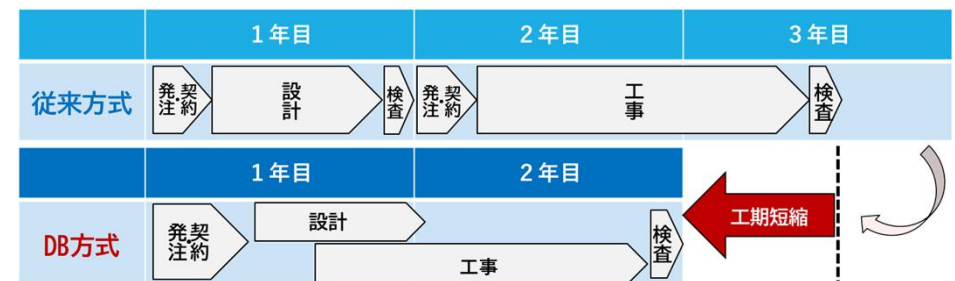 1年目 2年目 3年目
従来方式 発注・契約 設計 検査 発注・契約 工事 検査
1年目 2年目
工期短縮
DB方式 発注・契約 設計 検査
工事